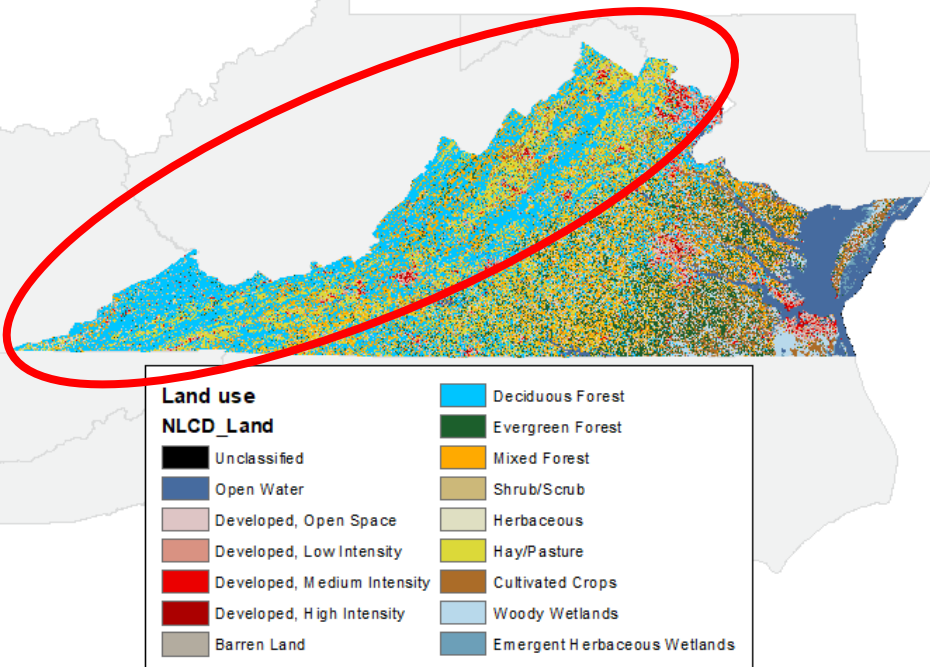 Land use
NLCD_Land
Unclassified
Open Water
Developed, Open Space
Developed, Low Intensity
Developed, Medium Intensity
Developed, High Intensity
Barren Land
Deciduous Forest
Evergreen Forest
Mixed Forest
Shrub/Scrub
Herbaceous
Hay/Pasture
Cultivated Crops
Woody Wetlands
Emergent Herbaceous Wetlands